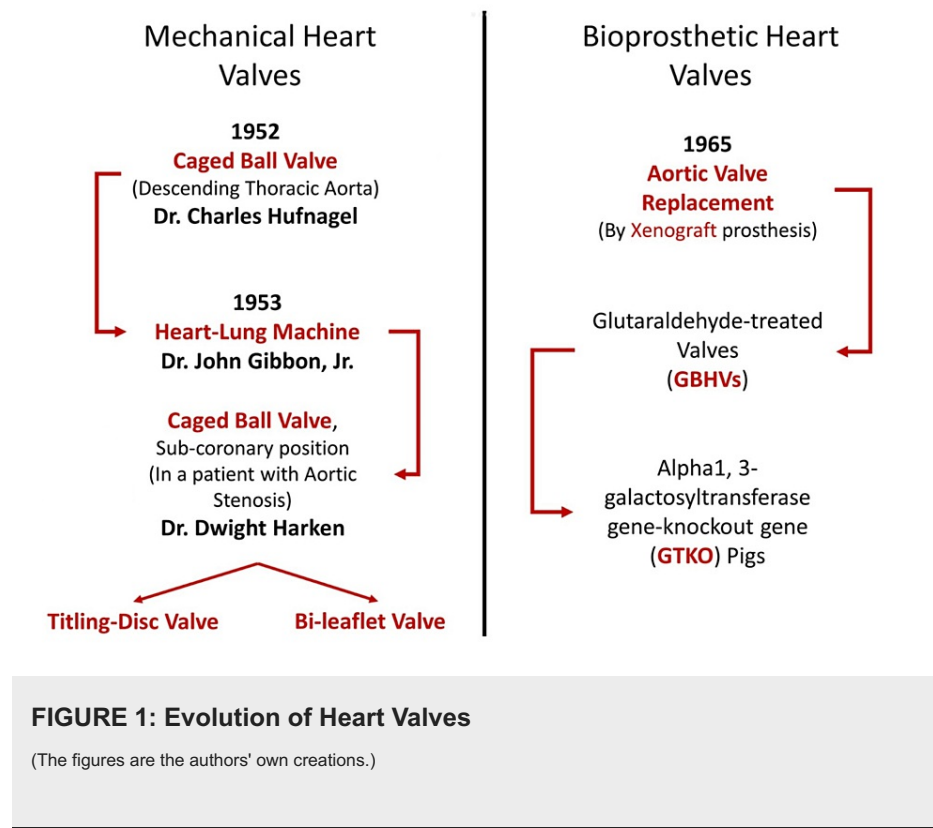 Mechanical Heart
Valves
1952
Caged Ball Valve
(Descending Thoracic Aorta)
Dr. Charles Hufnagel
1953
Heart-Lung Machine
Dr. John Gibbon, Jr.
Caged Ball Valve,
Sub-coronary position
(In a patient with Aortic
Stenosis)
Dr. Dwight Harken
Titling-Disc Valve
Bi-leaflet Valve
Bioprosthetic Heart
Valves
1965
Aortic Valve
Replacement
(By Xenograft prosthesis)
Glutaraldehyde-treated
Valves
(GBHVs)
Alpha1, 3-
galactosyltransferase
gene-knockout gene
(GTKO) Pigs
FIGURE 1: Evolution of Heart Valves
(The figures are the authors' own creations.)